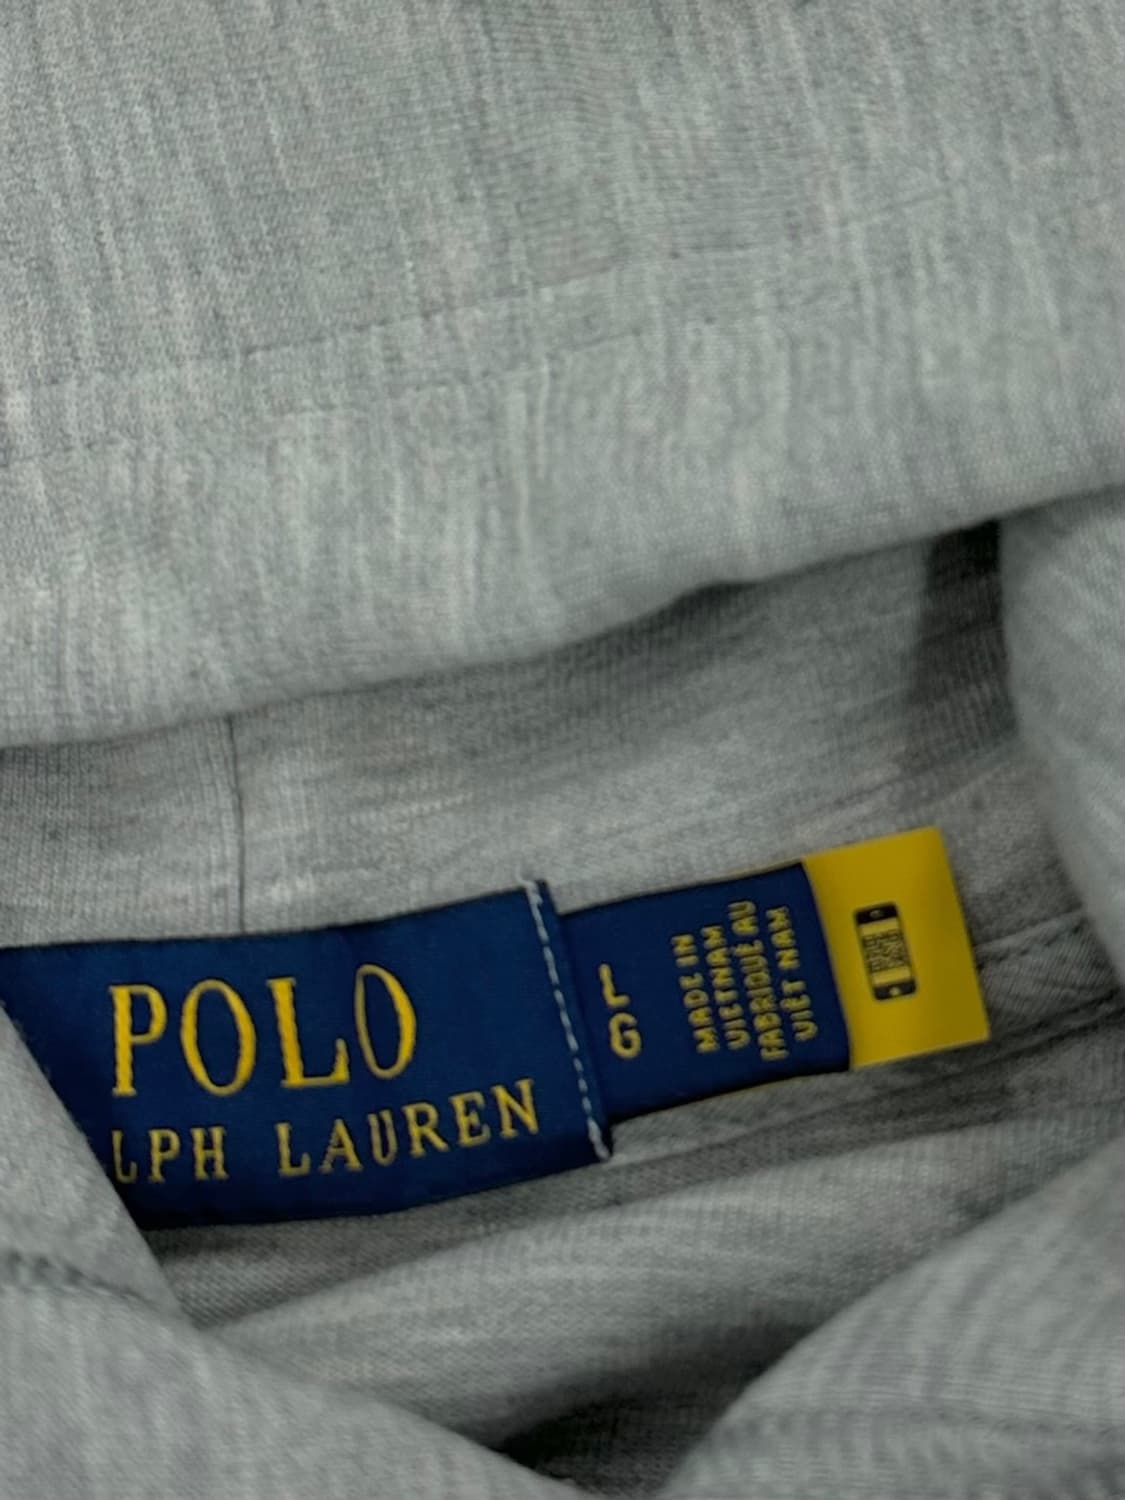 POLO
LPH LAUREN
L
G
MADE IN
VIETNAM
FABRIQUÉ AU
VIÊT NAM